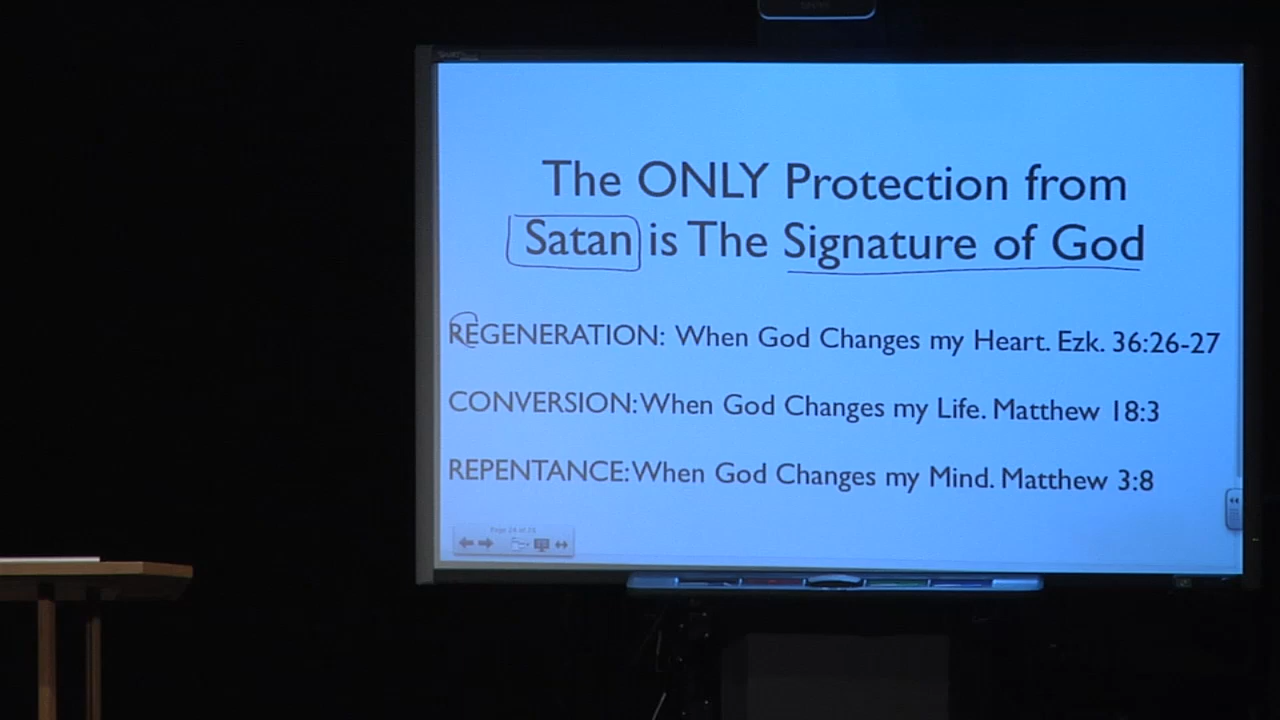 The ONLY Protection from
Satan is The Signature of God
REGENERATION: When God Changes my Heart. Ezk. 36:26-27
CONVERSION: When God Changes my Life. Matthew 18:3
REPENTANCE: When God Changes my Mind. Matthew 3:8